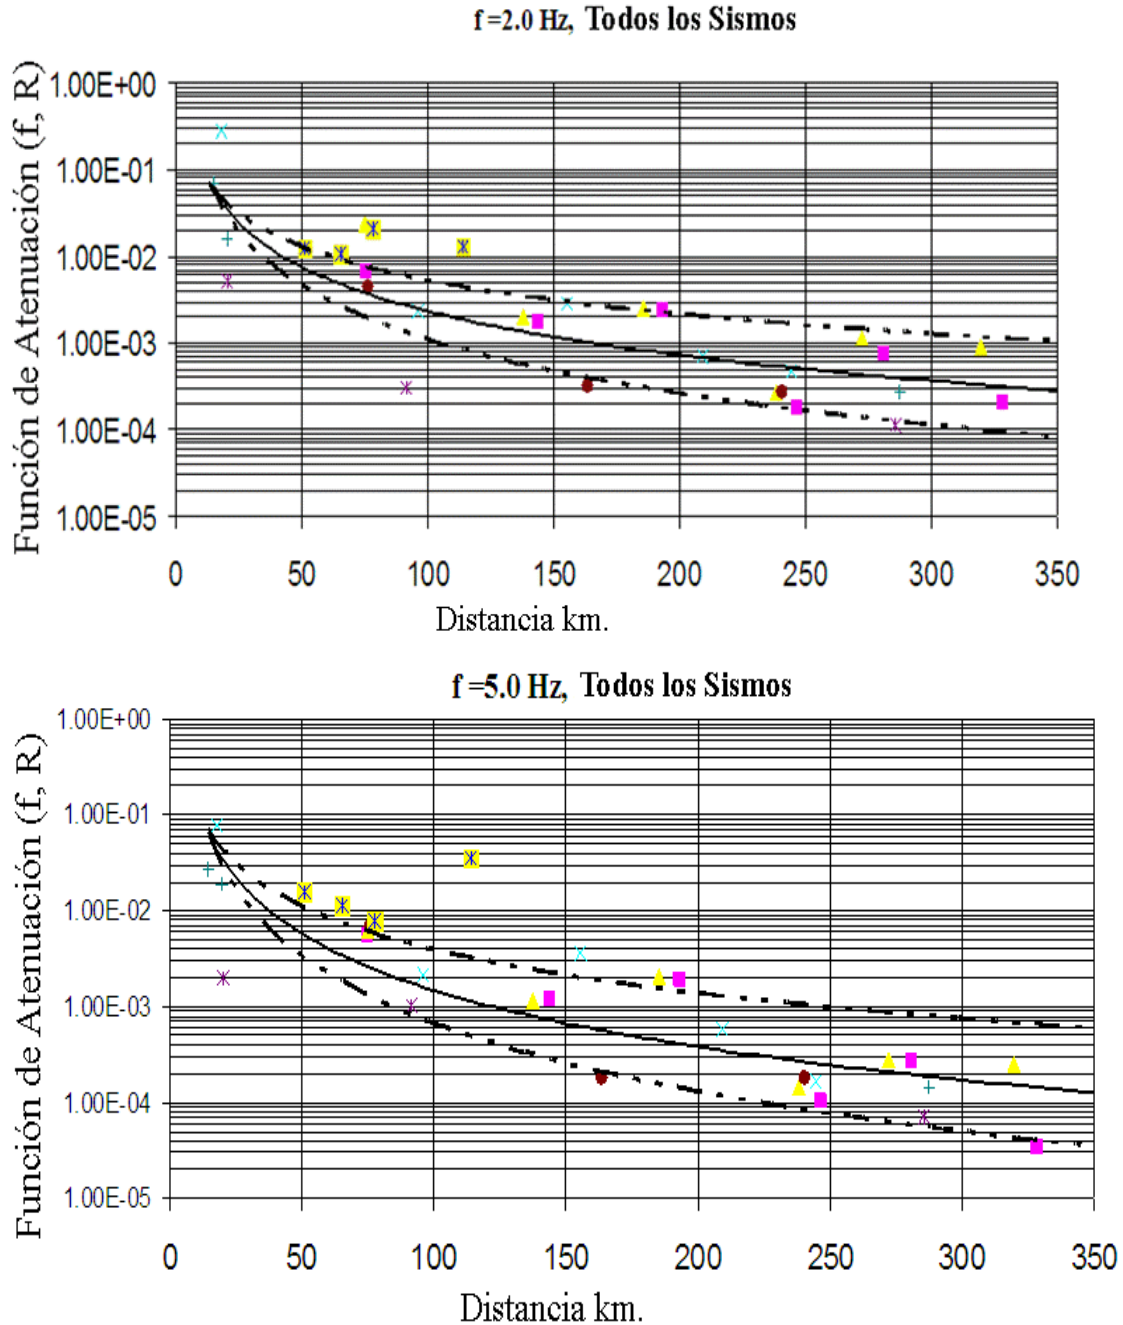 f =2.0 Hz, Todos los Sismos
Función de Atenuación (f, R)
1.00E+00
1.00E-01
1.00E-02
1.00E-03
1.00E-04
1.00E-05
0 50 100 150 200 250 300 350
Distancia km.
f =5.0 Hz, Todos los Sismos
Función de Atenuación (f, R)
1.00E+00
1.00E-01
1.00E-02
1.00E-03
1.00E-04
1.00E-05
0 50 100 150 200 250 300 350
Distancia km.